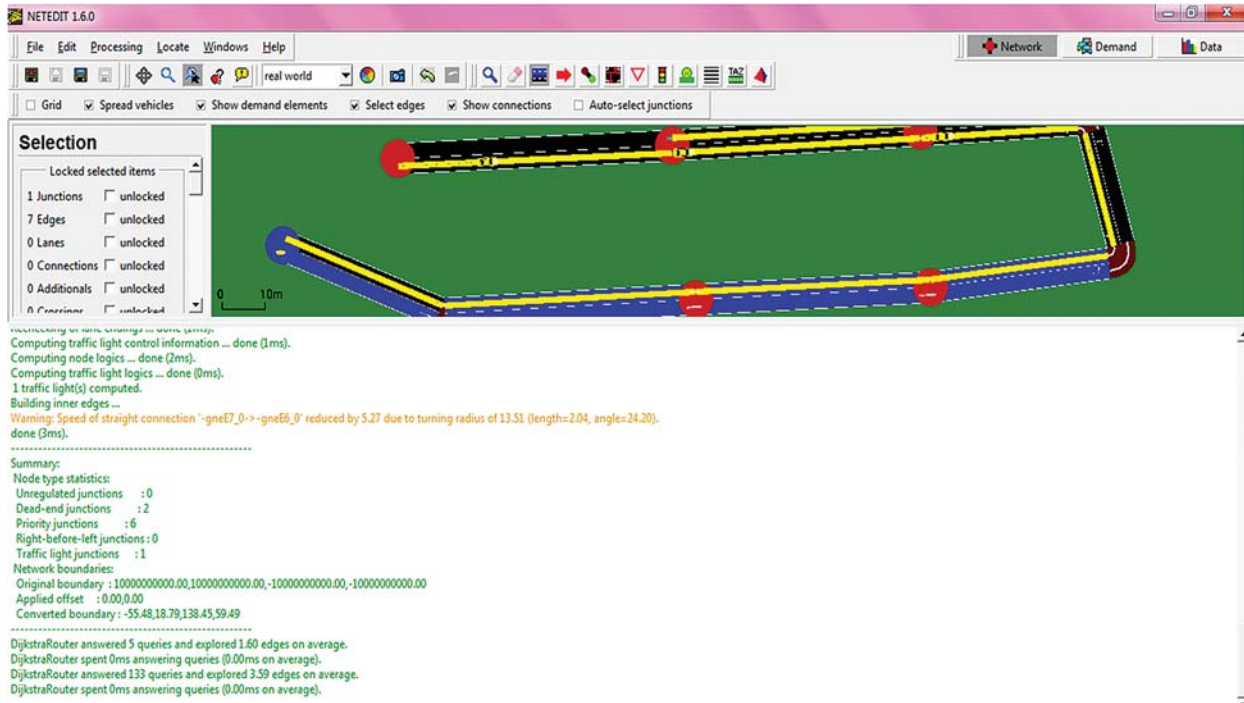 NETEDIT 1.6.0
File Edit Processing Locate Windows Help
Network Demand Data
real world
TAZ
Grid Spread vehicles Show demand elements Select edges Show connections Auto-select junctions
Selection
Locked selected items
1 Junctions unlocked
7 Edges unlocked
0 Lanes unlocked
0 Connections unlocked
0 Additionals unlocked
0 Crossings unlocked
0 10m
Rechecking of lane endings ... done (2ms).
Computing traffic light control information ... done (1ms).
Computing node logics ... done (2ms).
Computing traffic light logics ... done (0ms).
1 traffic light(s) computed.
Building inner edges ...
Warning: Speed of straight connection '-gneE7_0->-gneE6_0' reduced by 5.27 due to turning radius of 13.51 (length=2.04, angle=24.20).
done (3ms).
------------------------------------------------------
Summary:
Node type statistics:
Unregulated junctions : 0
Dead-end junctions : 2
Priority junctions : 6
Right-before-left junctions : 0
Traffic light junctions : 1
Network boundaries:
Original boundary : 10000000000.00,10000000000.00,-10000000000.00,-10000000000.00
Applied offset : 0.00,0.00
Converted boundary : -55.48,18.79,138.45,59.49
------------------------------------------------------
DijkstraRouter answered 5 queries and explored 1.60 edges on average.
DijkstraRouter spent 0ms answering queries (0.00ms on average).
DijkstraRouter answered 133 queries and explored 3.59 edges on average.
DijkstraRouter spent 0ms answering queries (0.00ms on average).